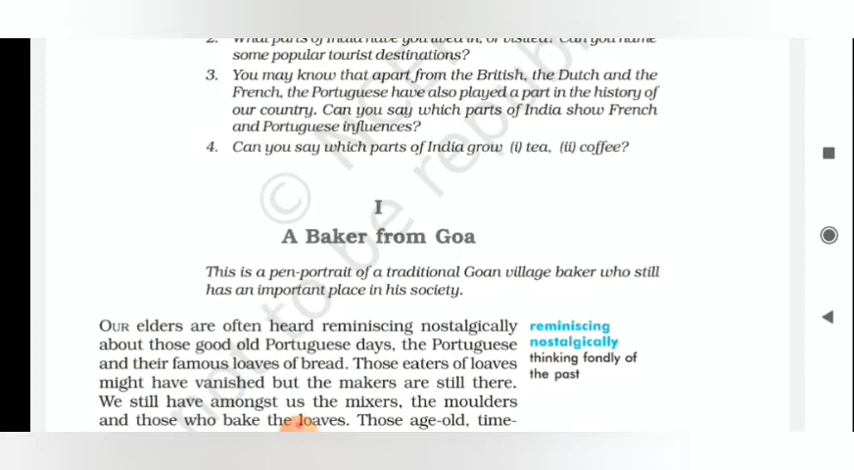 2. What parts of India have you lived in, or visited? Can you name
some popular tourist destinations?
3. You may know that apart from the British, the Dutch and the
French, the Portuguese have also played a part in the history of
our country. Can you say which parts of India show French
and Portuguese influences?
4. Can you say which parts of India grow (i) tea, (ii) coffee?
I
A Baker from Goa
This is a pen-portrait of a traditional Goan village baker who still
has an important place in his society.
OUR elders are often heard reminiscing nostalgically
about those good old Portuguese days, the Portuguese
and their famous loaves of bread. Those eaters of loaves
might have vanished but the makers are still there.
We still have amongst us the mixers, the moulders
and those who bake the loaves. Those age-old, time-
reminiscing
nostalgically
thinking fondly of
the past
© NCERT
not to be republished